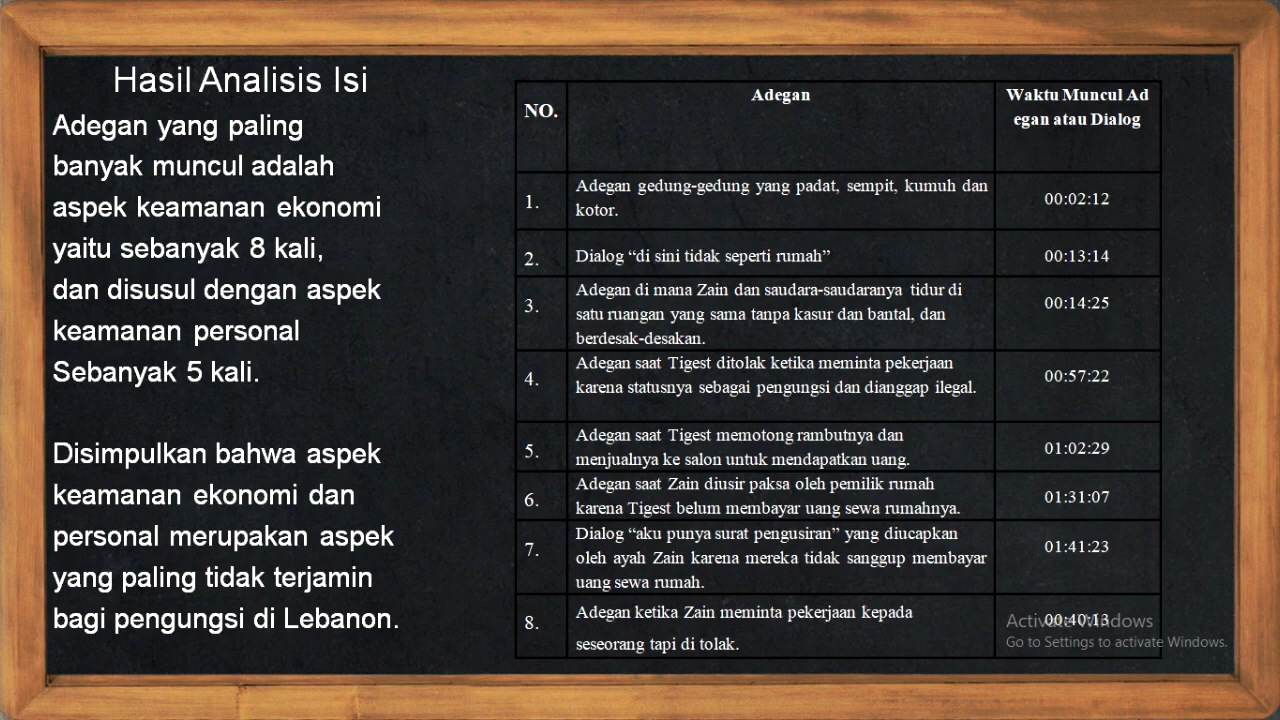 Hasil Analisis Isi
Adegan yang paling
banyak muncul adalah
aspek keamanan ekonomi
yaitu sebanyak 8 kali,
dan disusul dengan aspek
keamanan personal
Sebanyak 5 kali.
Disimpulkan bahwa aspek
keamanan ekonomi dan
personal merupakan aspek
yang paling tidak terjamin
bagi pengungsi di Lebanon.
NO.
Adegan
Waktu Muncul Ad
egan atau Dialog
1.
Adegan gedung-gedung yang padat, sempit, kumuh dan
kotor.
00:02:12
2.
Dialog “di sini tidak seperti rumah”
00:13:14
3.
Adegan di mana Zain dan saudara-saudaranya tidur di
satu ruangan yang sama tanpa kasur dan bantal, dan
berdesak-desakan.
00:14:25
4.
Adegan saat Tigest ditolak ketika meminta pekerjaan
karena statusnya sebagai pengungsi dan dianggap ilegal.
00:57:22
5.
Adegan saat Tigest memotong rambutnya dan
menjualnya ke salon untuk mendapatkan uang.
01:02:29
6.
Adegan saat Zain diusir paksa oleh pemilik rumah
karena Tigest belum membayar uang sewa rumahnya.
01:31:07
7.
Dialog “aku punya surat pengusiran” yang diucapkan
oleh ayah Zain karena mereka tidak sanggup membayar
uang sewa rumah.
01:41:23
8.
Adegan ketika Zain meminta pekerjaan kepada
seseorang tapi di tolak.
00:40:13
Activate Windows
Go to Settings to activate Windows.